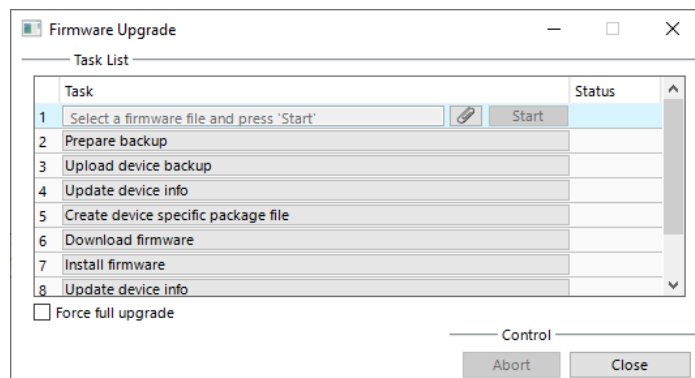 Firmware Upgrade
Task List
Task Status
1 Select a firmware file and press 'Start' Start
2 Prepare backup
3 Upload device backup
4 Update device info
5 Create device specific package file
6 Download firmware
7 Install firmware
8 Update device info
Force full upgrade
Control
Abort Close